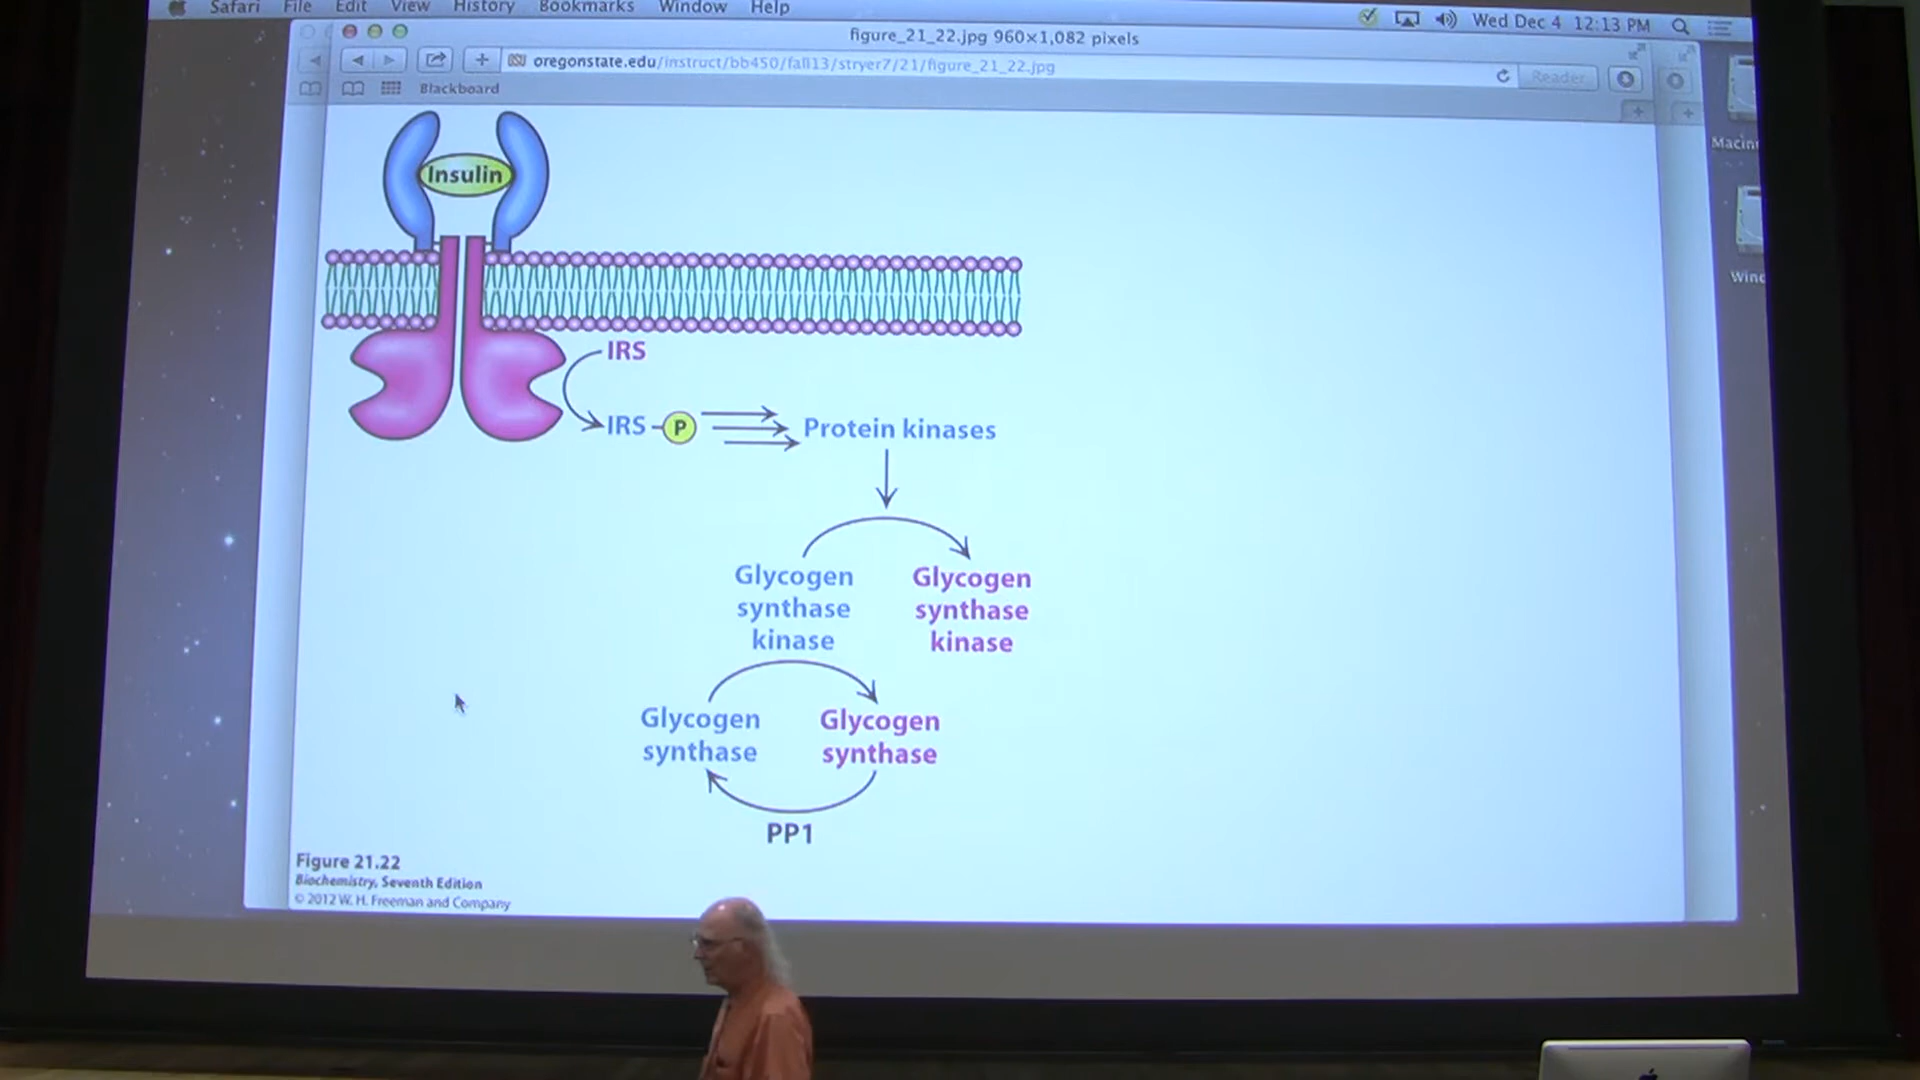 Safari File Edit View History Bookmarks Window Help
Wed Dec 4 12:13 PM
figure_21_22.jpg 960×1,082 pixels
oregonstate.edu/instruct/bb450/fall13/stryer7/21/figure_21_22.jpg
Reader
Blackboard
Macin
Wind
Insulin
IRS
IRS P Protein kinases
Glycogen synthase kinase
Glycogen synthase kinase
Glycogen synthase
Glycogen synthase
PP1
Figure 21.22
Biochemistry, Seventh Edition
© 2012 W. H. Freeman and Company